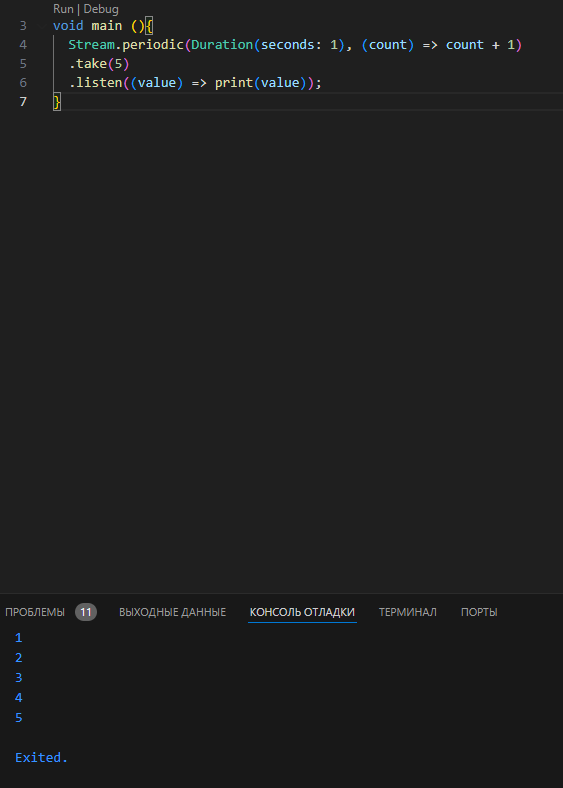 Run | Debug
3 void main (){
4 Stream.periodic(Duration(seconds: 1), (count) => count + 1)
5 .take(5)
6 .listen((value) => print(value));
7 }
ПРОБЛЕМЫ 11 ВЫХОДНЫЕ ДАННЫЕ КОНСОЛЬ ОТЛАДКИ ТЕРМИНАЛ ПОРТЫ
1
2
3
4
5
Exited.